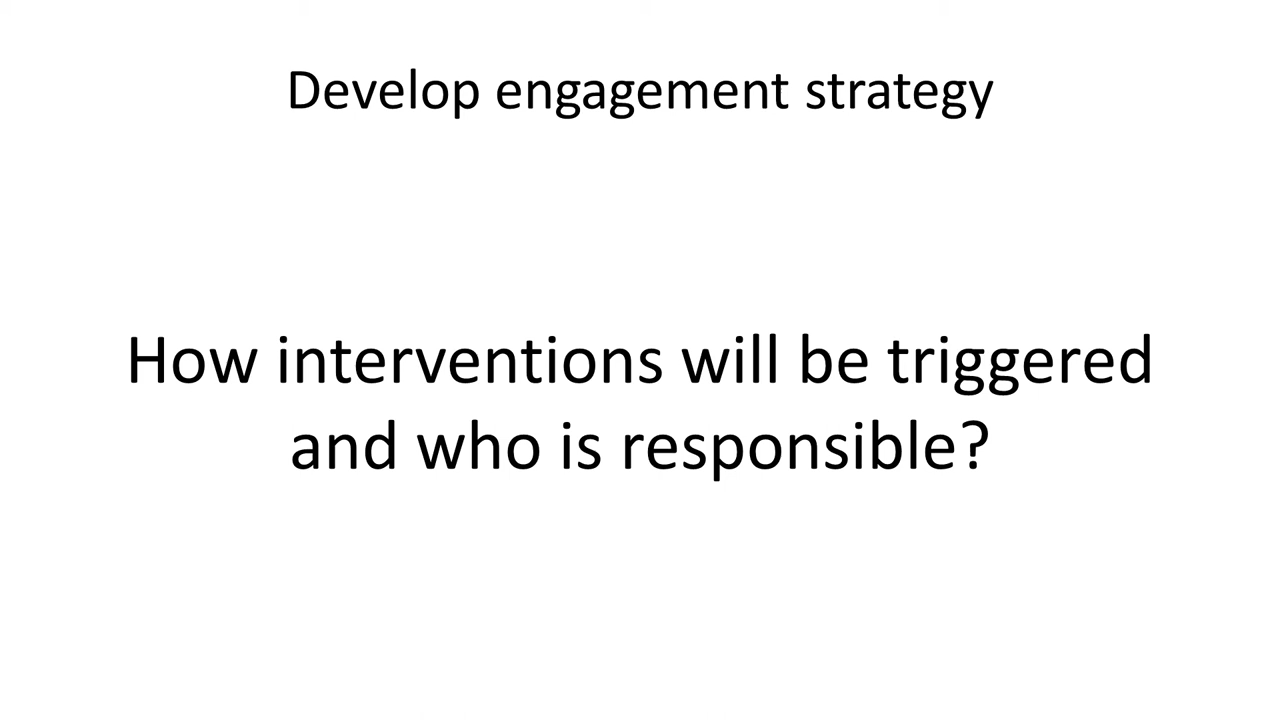 Develop engagement strategy
How interventions will be triggered
and who is responsible?